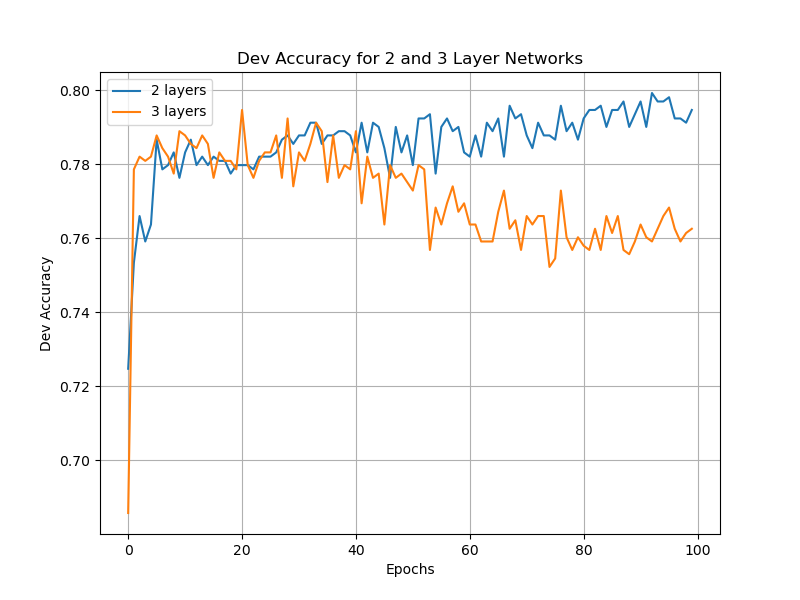 Dev Accuracy for 2 and 3 Layer Networks
2 layers
3 layers
0.80
0.78
0.76
0.74
0.72
0.70
Dev Accuracy
0 20 40 60 80 100
Epochs